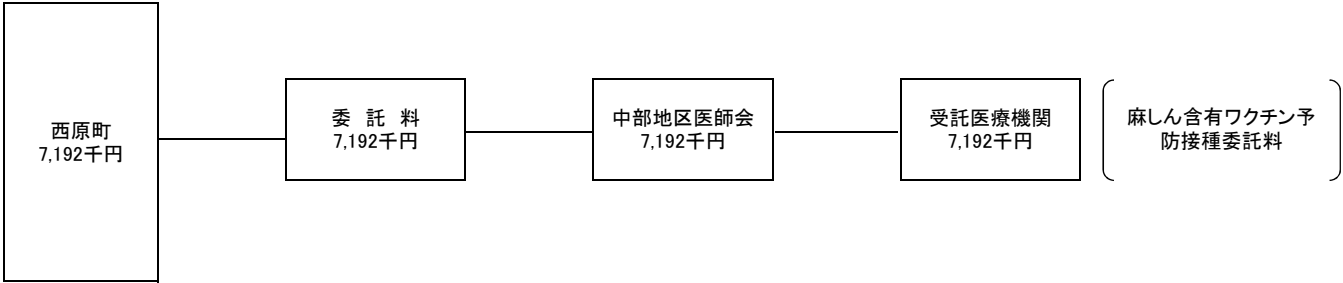 西原町
7,192千円
委 託 料
7,192千円
中部地区医師会
7,192千円
受託医療機関
7,192千円
麻しん含有ワクチン予
防接種委託料